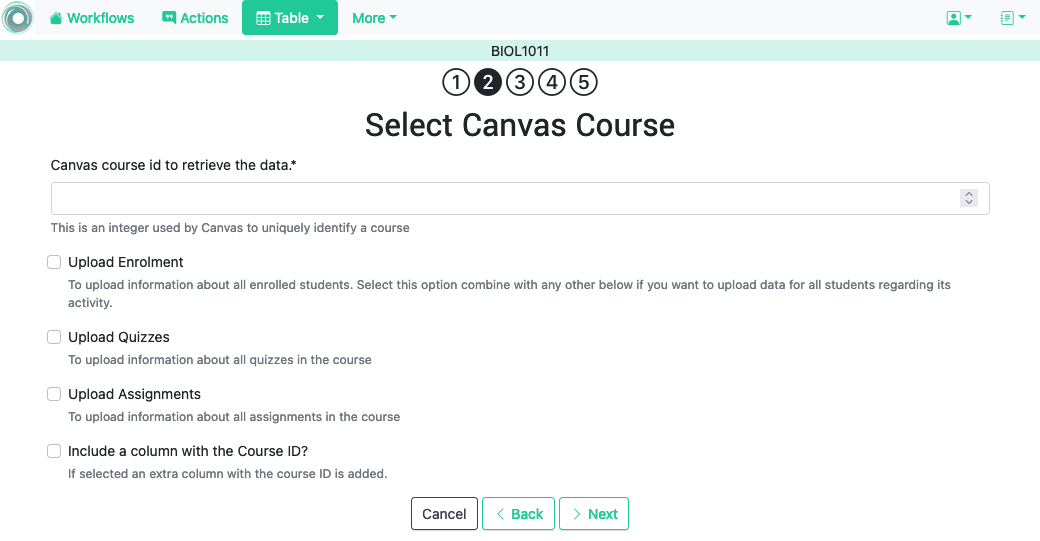 Workflows Actions Table More
BIOL1011
1 2 3 4 5
Select Canvas Course
Canvas course id to retrieve the data.*
This is an integer used by Canvas to uniquely identify a course
Upload Enrolment
To upload information about all enrolled students. Select this option combine with any other below if you want to upload data for all students regarding its
activity.
Upload Quizzes
To upload information about all quizzes in the course
Upload Assignments
To upload information about all assignments in the course
Include a column with the Course ID?
If selected an extra column with the course ID is added.
Cancel Back Next